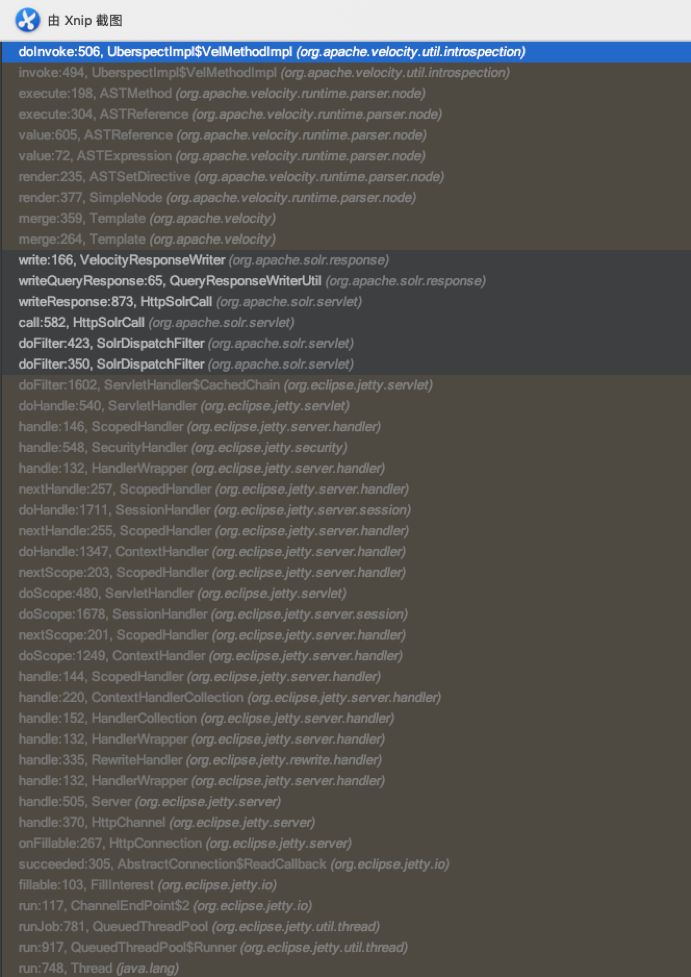 由 Xnip 截图
doInvoke:506, UberspectImpl$VelMethodImpl (org.apache.velocity.util.introspection)
invoke:494, UberspectImpl$VelMethodImpl (org.apache.velocity.util.introspection)
execute:198, ASTMethod (org.apache.velocity.runtime.parser.node)
execute:304, ASTReference (org.apache.velocity.runtime.parser.node)
value:605, ASTReference (org.apache.velocity.runtime.parser.node)
value:72, ASTExpression (org.apache.velocity.runtime.parser.node)
render:235, ASTSetDirective (org.apache.velocity.runtime.parser.node)
render:377, SimpleNode (org.apache.velocity.runtime.parser.node)
merge:359, Template (org.apache.velocity)
merge:264, Template (org.apache.velocity)
write:166, VelocityResponseWriter (org.apache.solr.response)
writeQueryResponse:65, QueryResponseWriterUtil (org.apache.solr.response)
writeResponse:873, HttpSolrCall (org.apache.solr.servlet)
call:582, HttpSolrCall (org.apache.solr.servlet)
doFilter:423, SolrDispatchFilter (org.apache.solr.servlet)
doFilter:350, SolrDispatchFilter (org.apache.solr.servlet)
doFilter:1602, ServletHandler$CachedChain (org.eclipse.jetty.servlet)
doHandle:540, ServletHandler (org.eclipse.jetty.servlet)
handle:146, ScopedHandler (org.eclipse.jetty.server.handler)
handle:548, SecurityHandler (org.eclipse.jetty.security)
handle:132, HandlerWrapper (org.eclipse.jetty.server.handler)
nextHandle:257, ScopedHandler (org.eclipse.jetty.server.handler)
doHandle:1711, SessionHandler (org.eclipse.jetty.server.session)
nextHandle:255, ScopedHandler (org.eclipse.jetty.server.handler)
doHandle:1347, ContextHandler (org.eclipse.jetty.server.handler)
nextScope:203, ScopedHandler (org.eclipse.jetty.server.handler)
doScope:480, ServletHandler (org.eclipse.jetty.servlet)
doScope:1678, SessionHandler (org.eclipse.jetty.server.session)
nextScope:201, ScopedHandler (org.eclipse.jetty.server.handler)
doScope:1249, ContextHandler (org.eclipse.jetty.server.handler)
handle:144, ScopedHandler (org.eclipse.jetty.server.handler)
handle:220, ContextHandlerCollection (org.eclipse.jetty.server.handler)
handle:152, HandlerCollection (org.eclipse.jetty.server.handler)
handle:132, HandlerWrapper (org.eclipse.jetty.server.handler)
handle:335, RewriteHandler (org.eclipse.jetty.rewrite.handler)
handle:132, HandlerWrapper (org.eclipse.jetty.server.handler)
handle:505, Server (org.eclipse.jetty.server)
handle:370, HttpChannel (org.eclipse.jetty.server)
onFillable:267, HttpConnection (org.eclipse.jetty.server)
succeeded:305, AbstractConnection$ReadCallback (org.eclipse.jetty.io)
fillable:103, FillInterest (org.eclipse.jetty.io)
run:117, ChannelEndPoint$2 (org.eclipse.jetty.io)
runJob:781, QueuedThreadPool (org.eclipse.jetty.util.thread)
run:917, QueuedThreadPool$Runner (org.eclipse.jetty.util.thread)
run:748, Thread (java.lang)